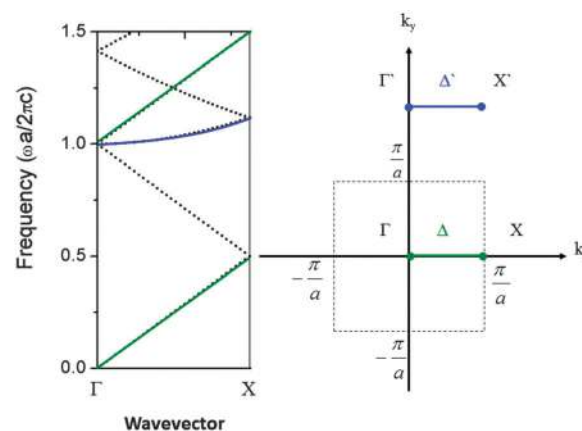 1.5
1.0
0.5
0.0
Frequency (ωa/2πc)
Γ
X
Wavevector
k_y
Γ`
Δ`
X`
π/a
Γ
Δ
X
k
-π/a
π/a
-π/a